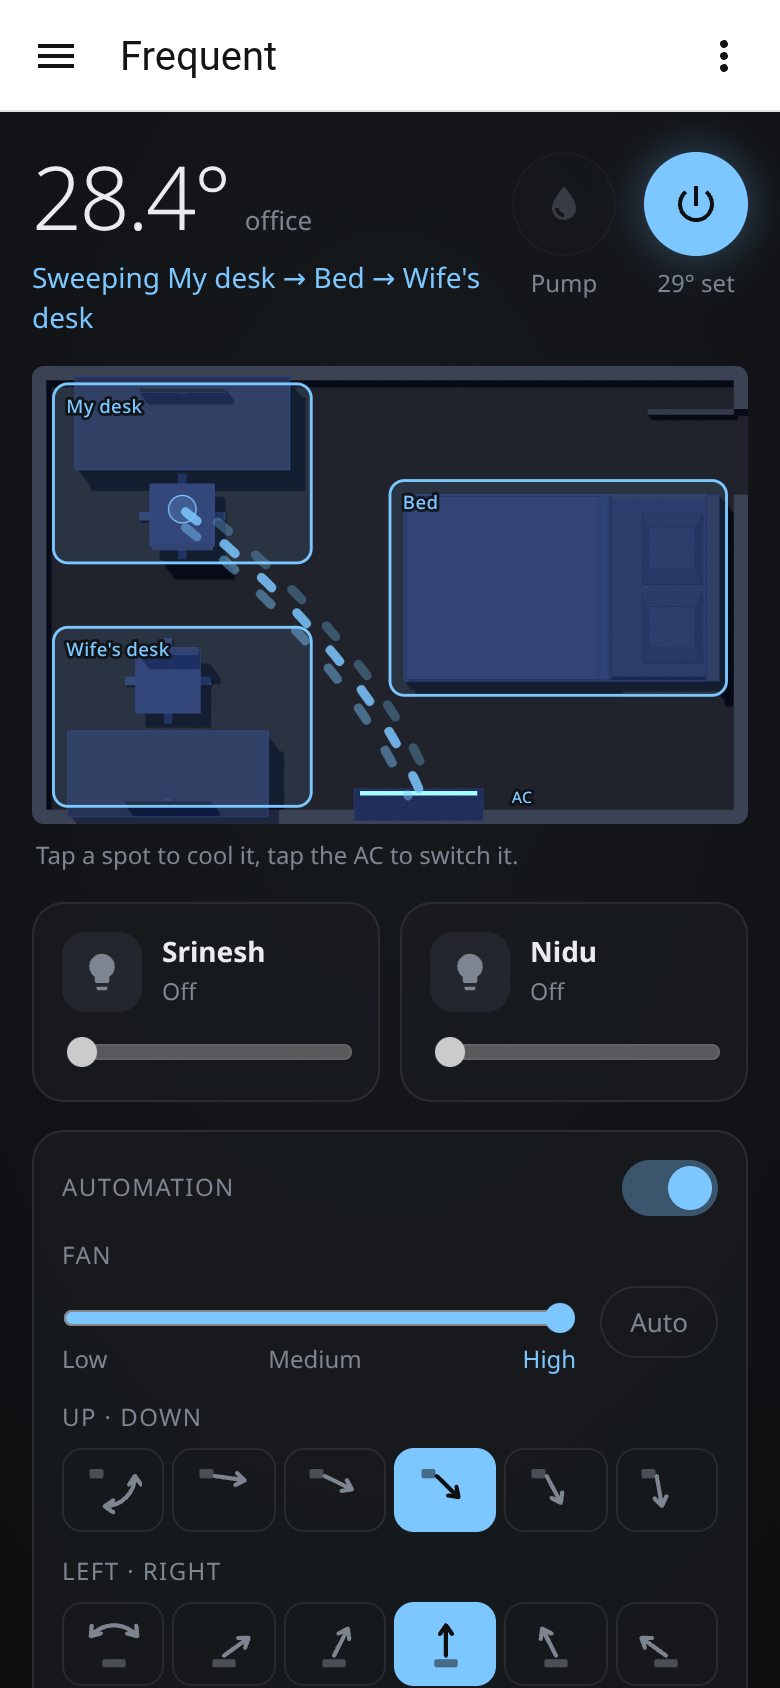 Frequent
28.4° office
Sweeping My desk → Bed → Wife's
desk
Pump
29° set
My desk
Bed
Wife's desk
AC
Tap a spot to cool it, tap the AC to switch it.
Srinesh
Off
Nidu
Off
AUTOMATION
FAN
Auto
Low Medium High
UP · DOWN
LEFT · RIGHT